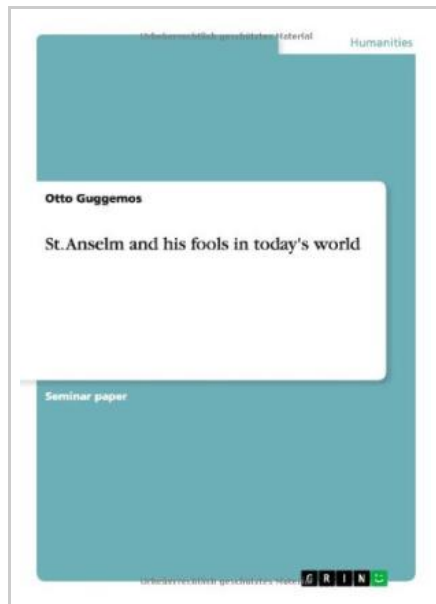 Urheberrechtlich geschütztes Material
Humanities
Otto Guggemos
St. Anselm and his fools in today's world
Seminar paper
Urheberrechtlich geschütztes Material
GRIN